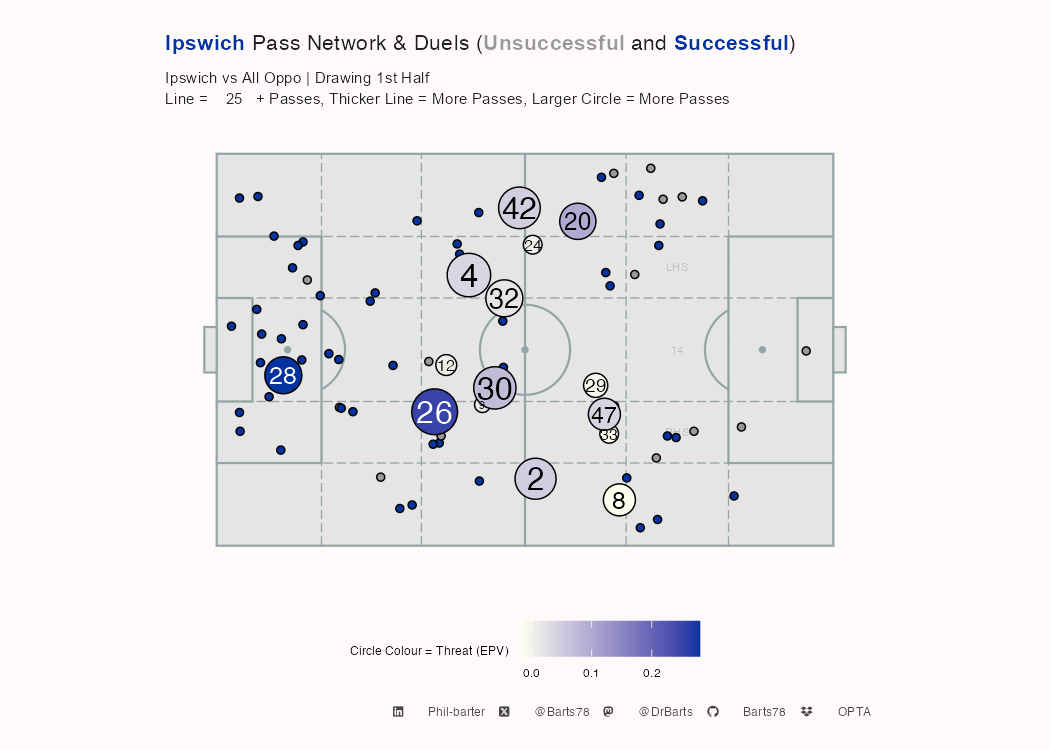 Ipswich Pass Network & Duels (Unsuccessful and Successful)
Ipswich vs All Oppo | Drawing 1st Half
Line = 25 + Passes, Thicker Line = More Passes, Larger Circle = More Passes
42
20
24
LHS
4
32
14
12
28
30
29
9
26
47
33
RHS
2
8
Circle Colour = Threat (EPV)
0.0 0.1 0.2
Phil-barter @Barts78 @DrBarts Barts78 OPTA